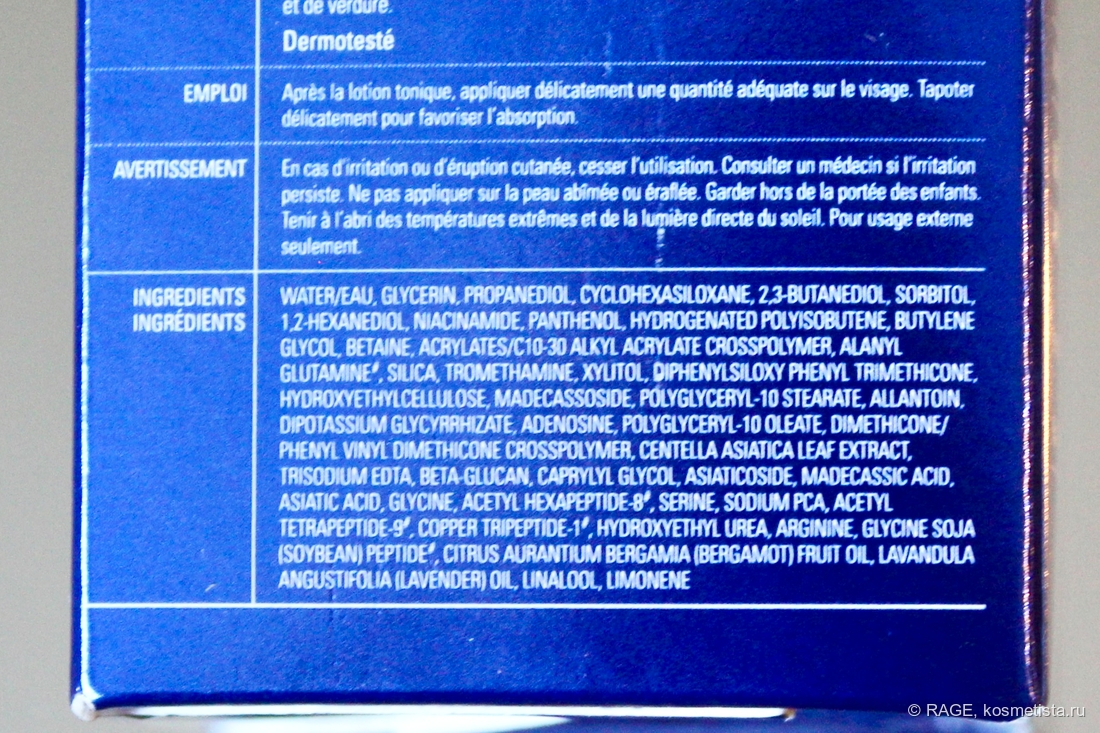 et de verdure.
Dermotesté
EMPLOI
Après la lotion tonique, appliquer délicatement une quantité adéquate sur le visage. Tapoter
délicatement pour favoriser l'absorption.
AVERTISSEMENT
En cas d'irritation ou d'éruption cutanée, cesser l'utilisation. Consulter un médecin si l'irritation
persiste. Ne pas appliquer sur la peau abîmée ou éraflée. Garder hors de la portée des enfants.
Tenir à l'abri des températures extrêmes et de la lumière directe du soleil. Pour usage externe
seulement.
INGREDIENTS
INGRÉDIENTS
WATER/EAU, GLYCERIN, PROPANEDIOL, CYCLOHEXASILOXANE, 2,3-BUTANEDIOL, SORBITOL,
1,2-HEXANEDIOL, NIACINAMIDE, PANTHENOL, HYDROGENATED POLYISOBUTENE, BUTYLENE
GLYCOL, BETAINE, ACRYLATES/C10-30 ALKYL ACRYLATE CROSSPOLYMER, ALANYL
GLUTAMINE#, SILICA, TROMETHAMINE, XYLITOL, DIPHENYLSILOXY PHENYL TRIMETHICONE,
HYDROXYETHYLCELLULOSE, MADECASSOSIDE, POLYGLYCERYL-10 STEARATE, ALLANTOIN,
DIPOTASSIUM GLYCYRRHIZATE, ADENOSINE, POLYGLYCERYL-10 OLEATE, DIMETHICONE/
PHENYL VINYL DIMETHICONE CROSSPOLYMER, CENTELLA ASIATICA LEAF EXTRACT,
TRISODIUM EDTA, BETA-GLUCAN, CAPRYLYL GLYCOL, ASIATICOSIDE, MADECASSIC ACID,
ASIATIC ACID, GLYCINE, ACETYL HEXAPEPTIDE-8#, SERINE, SODIUM PCA, ACETYL
TETRAPEPTIDE-9#, COPPER TRIPEPTIDE-1#, HYDROXYETHYL UREA, ARGININE, GLYCINE SOJA
(SOYBEAN) PEPTIDE#, CITRUS AURANTIUM BERGAMIA (BERGAMOT) FRUIT OIL, LAVANDULA
ANGUSTIFOLIA (LAVENDER) OIL, LINALOOL, LIMONENE
© RAGE, kosmetista.ru